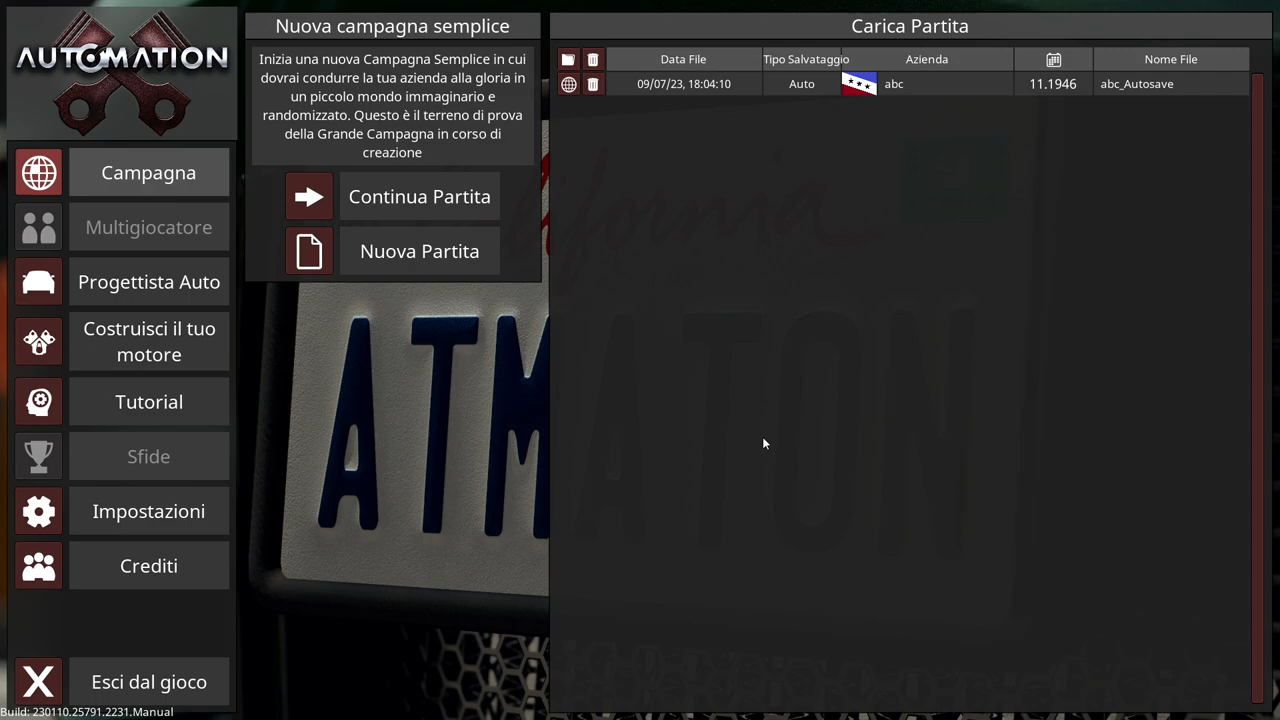 AUTOMATION
Campagna
Multigiocatore
Progettista Auto
Costruisci il tuo
motore
Tutorial
Sfide
Impostazioni
Crediti
Esci dal gioco
Build: 230110.25791.2231.Manual
Nuova campagna semplice
Inizia una nuova Campagna Semplice in cui
dovrai condurre la tua azienda alla gloria in
un piccolo mondo immaginario e
randomizzato. Questo è il terreno di prova
della Grande Campagna in corso di
creazione
Continua Partita
Nuova Partita
Carica Partita
Data File Tipo Salvataggio Azienda Nome File
09/07/23, 18:04:10 Auto abc 11.1946 abc_Autosave
California
ATMATON